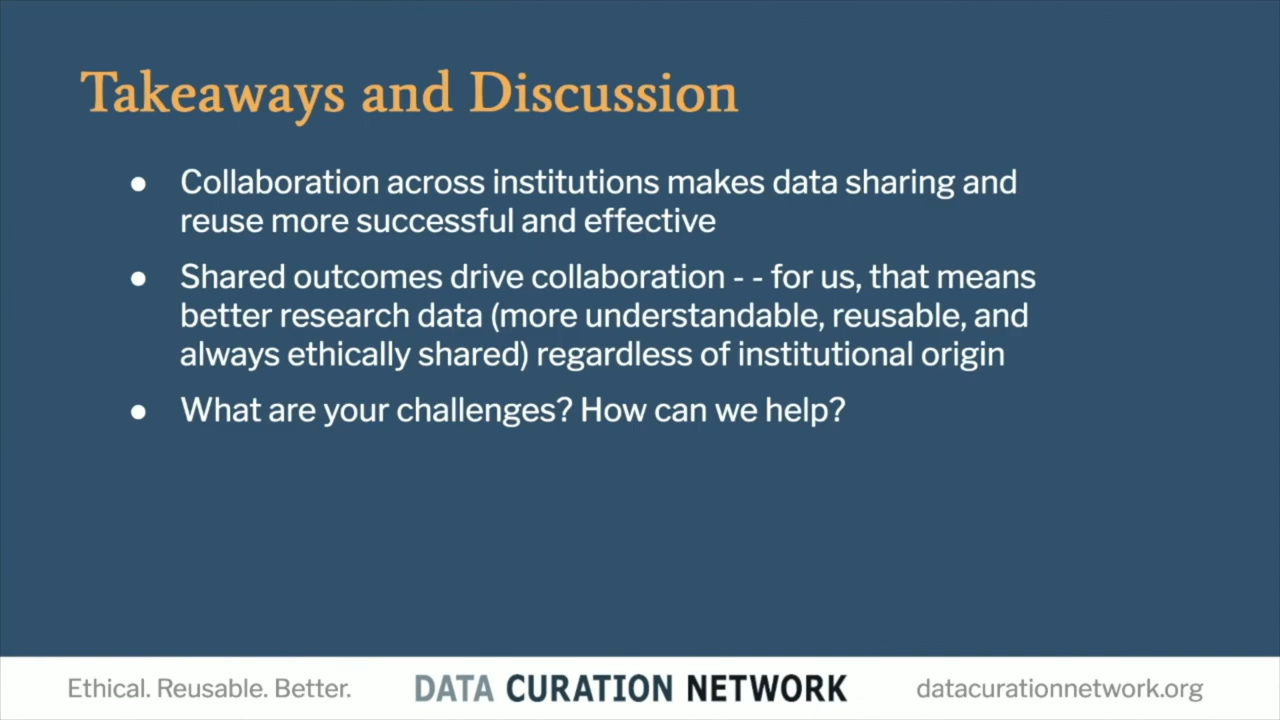 Takeaways and Discussion
● Collaboration across institutions makes data sharing and
reuse more successful and effective
● Shared outcomes drive collaboration - - for us, that means
better research data (more understandable, reusable, and
always ethically shared) regardless of institutional origin
● What are your challenges? How can we help?
Ethical. Reusable. Better.
DATA CURATION NETWORK
datacurationnetwork.org